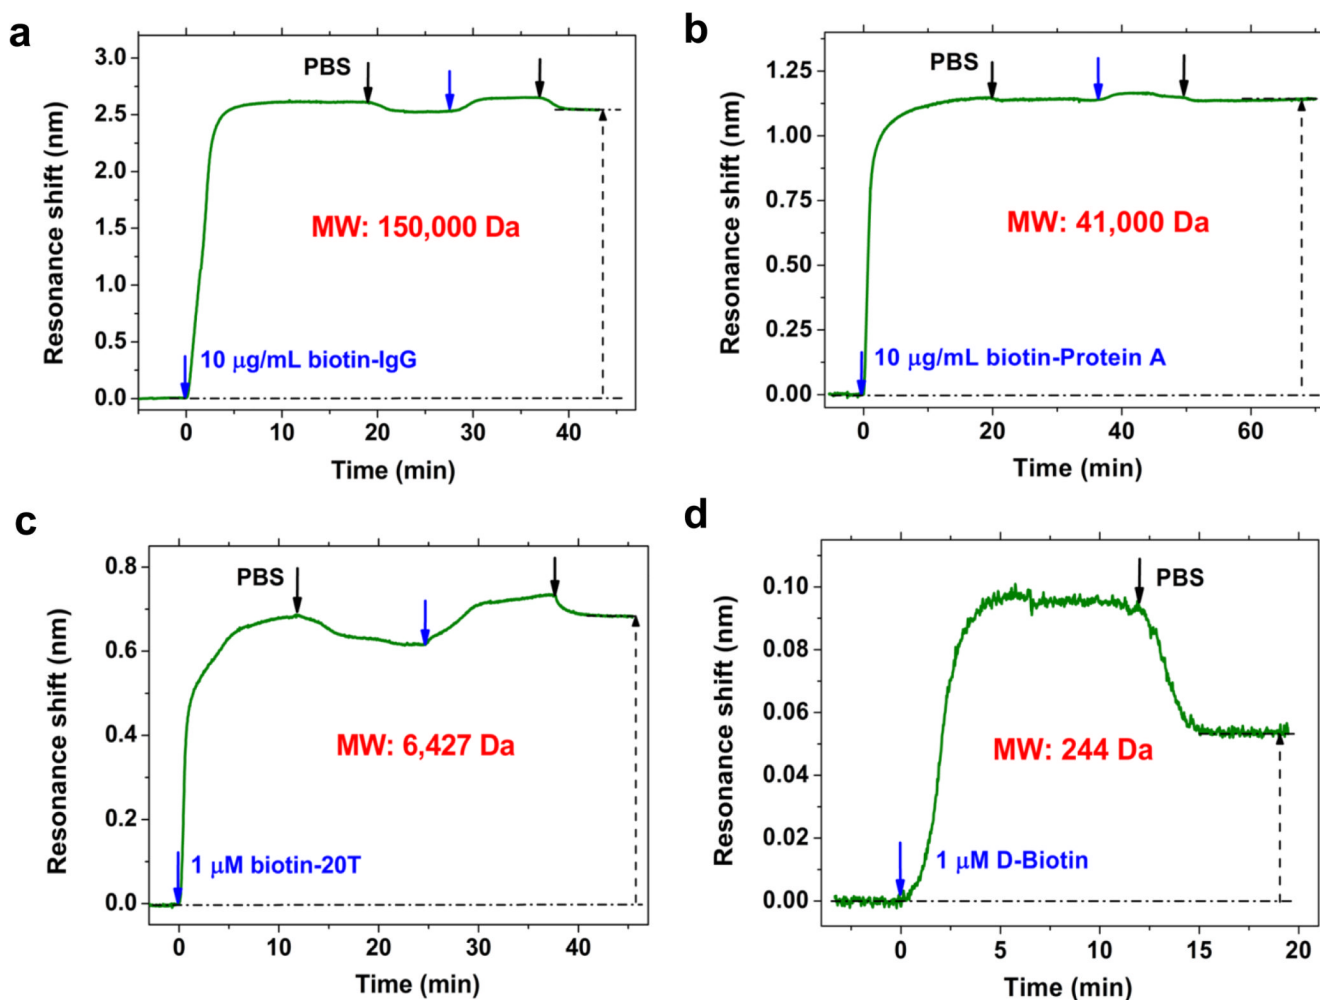 a
3.0
2.5
2.0
1.5
1.0
0.5
0.0
Resonance shift (nm)
PBS
MW: 150,000 Da
10 μg/mL biotin-IgG
0
10
20
30
40
Time (min)
b
1.25
1.00
0.75
0.50
0.25
0.00
Resonance shift (nm)
PBS
MW: 41,000 Da
10 μg/mL biotin-Protein A
0
20
40
60
Time (min)
c
0.8
0.6
0.4
0.2
0.0
Resonance shift (nm)
PBS
MW: 6,427 Da
1 μM biotin-20T
0
10
20
30
40
Time (min)
d
0.10
0.08
0.06
0.04
0.02
0.00
Resonance shift (nm)
PBS
MW: 244 Da
1 μM D-Biotin
0
5
10
15
20
Time (min)